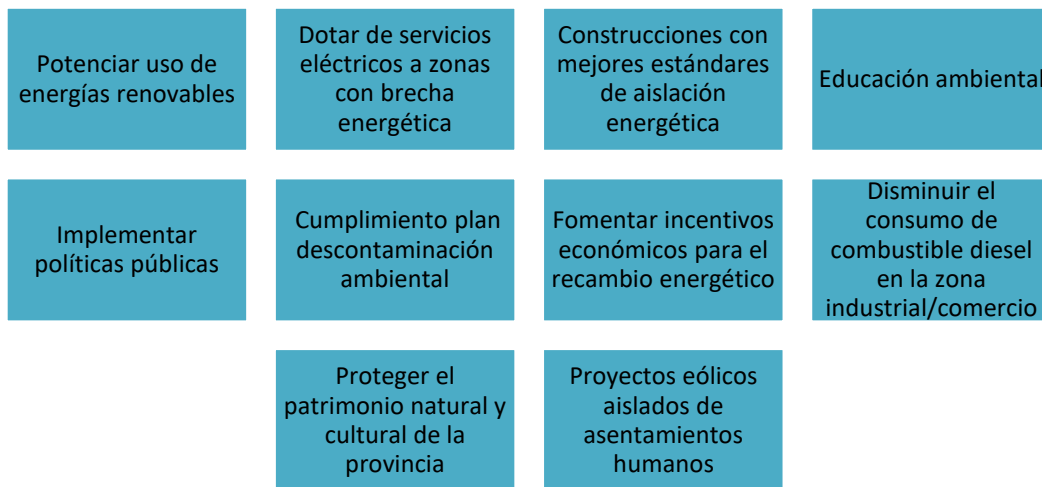 Potenciar uso de
energías renovables
Dotar de servicios
eléctricos a zonas
con brecha
energética
Construcciones con
mejores estándares
de aislación
energética
Educación ambiental
Implementar
políticas públicas
Cumplimiento plan
descontaminación
ambiental
Fomentar incentivos
económicos para el
recambio energético
Disminuir el
consumo de
combustible diesel
en la zona
industrial/comercio
Proteger el
patrimonio natural y
cultural de la
provincia
Proyectos eólicos
aislados de
asentamientos
humanos